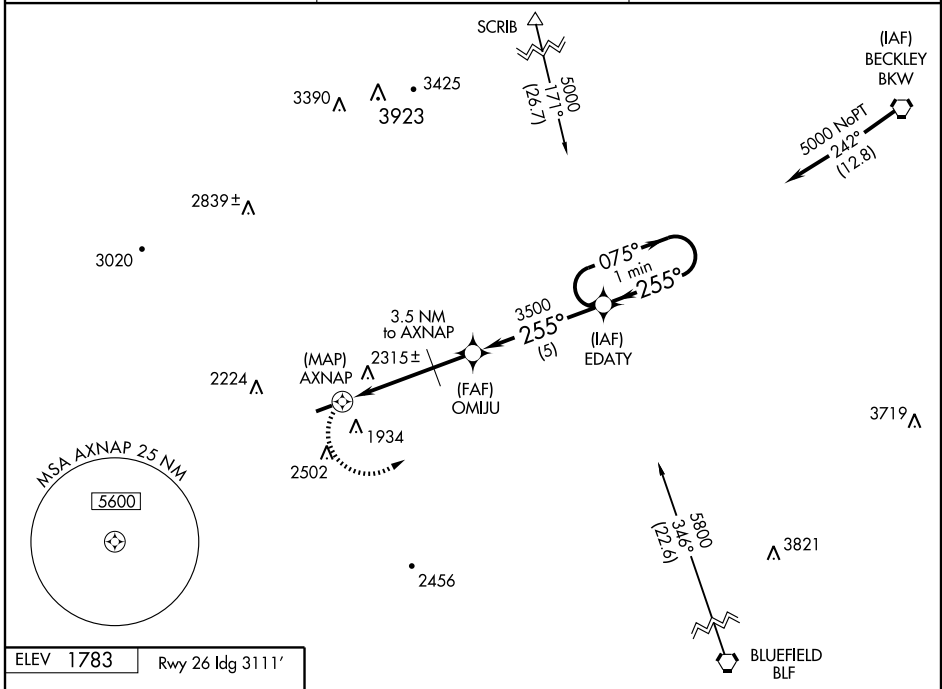 SCRIB
5000
171°
(26.7)
(IAF)
BECKLEY
BKW
5000 NoPT
242°
(12.8)
3390
3425
3923
2839±
3020
075°
1 min
255°
3500
255°
(5)
(IAF)
EDATY
3.5 NM
to AXNAP
(MAP)
AXNAP
2315±
(FAF)
OMIJU
2224
1934
2502
3719
MSA AXNAP 25 NM
5600
5800
346°
(22.6)
3821
2456
BLUEFIELD
BLF
ELEV 1783
Rwy 26 ldg 3111'